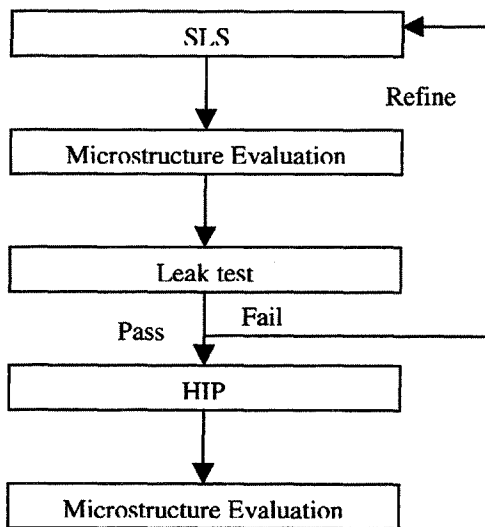 SLS
Refine
Microstructure Evaluation
Leak test
Fail
Pass
HIP
Microstructure Evaluation